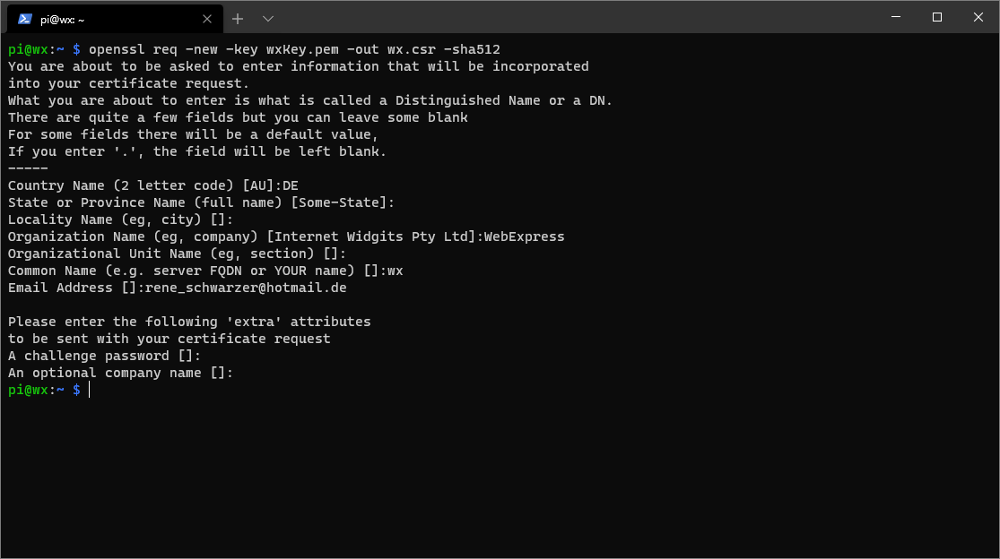 pi@wx: ~
pi@wx:~ $ openssl req -new -key wxKey.pem -out wx.csr -sha512
You are about to be asked to enter information that will be incorporated
into your certificate request.
What you are about to enter is what is called a Distinguished Name or a DN.
There are quite a few fields but you can leave some blank
For some fields there will be a default value,
If you enter '.', the field will be left blank.
-----
Country Name (2 letter code) [AU]:DE
State or Province Name (full name) [Some-State]:
Locality Name (eg, city) []:
Organization Name (eg, company) [Internet Widgits Pty Ltd]:WebExpress
Organizational Unit Name (eg, section) []:
Common Name (e.g. server FQDN or YOUR name) []:wx
Email Address []:rene_schwarzer@hotmail.de

Please enter the following 'extra' attributes
to be sent with your certificate request
A challenge password []:
An optional company name []:
pi@wx:~ $